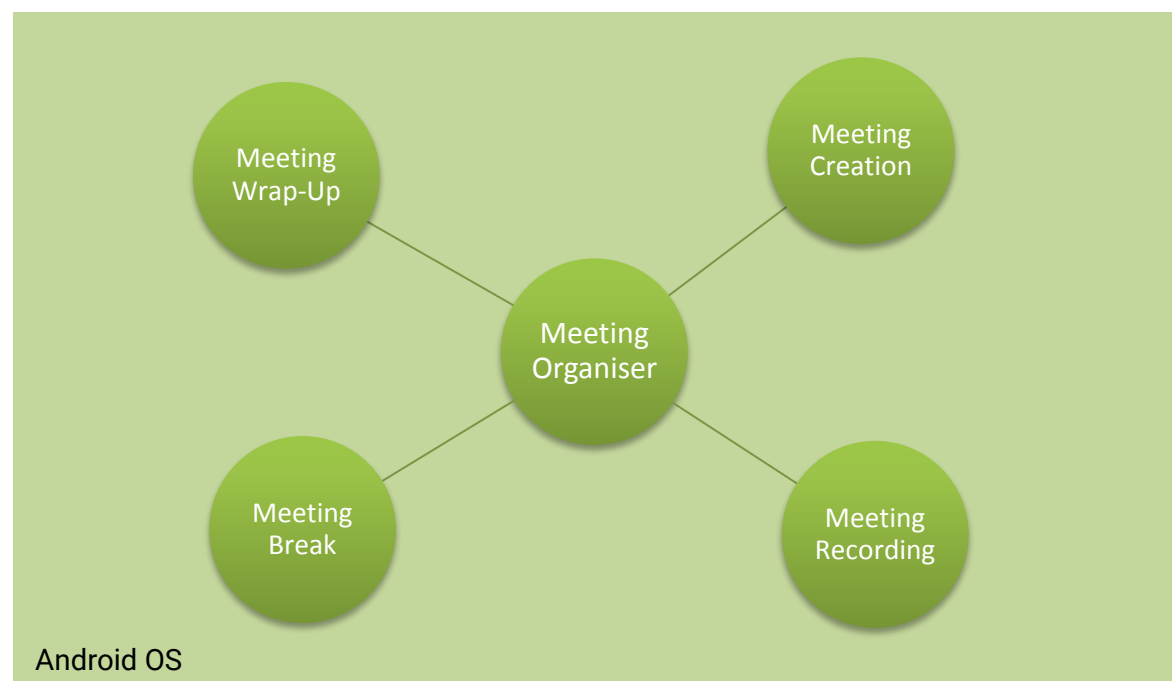 Meeting
Wrap-Up
Meeting
Creation
Meeting
Organiser
Meeting
Break
Meeting
Recording
Android OS